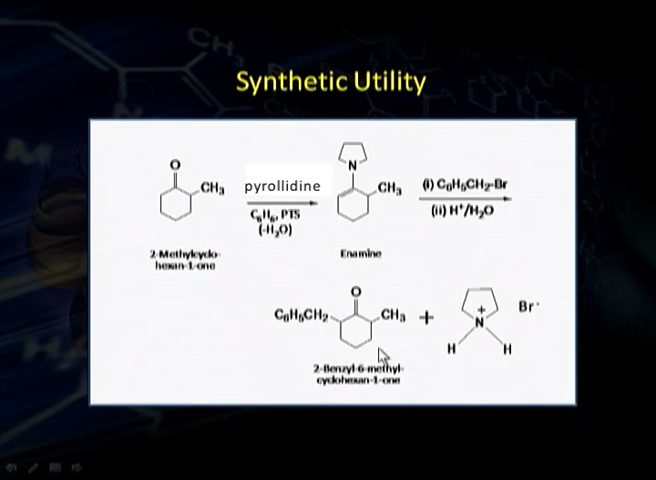 Synthetic Utility
O
CH₃
pyrollidine
C₆H₆, PTS
(-H₂O)
2-Methylcyclo-
hexan-1-one
N
CH₃
Enamine
(i) C₆H₅CH₂-Br
(ii) H⁺/H₂O
O
C₆H₅CH₂
CH₃
+
2-Benzyl-6-methyl-
cyclohexan-1-one
+
N
H
H
Br⁻
CH₃